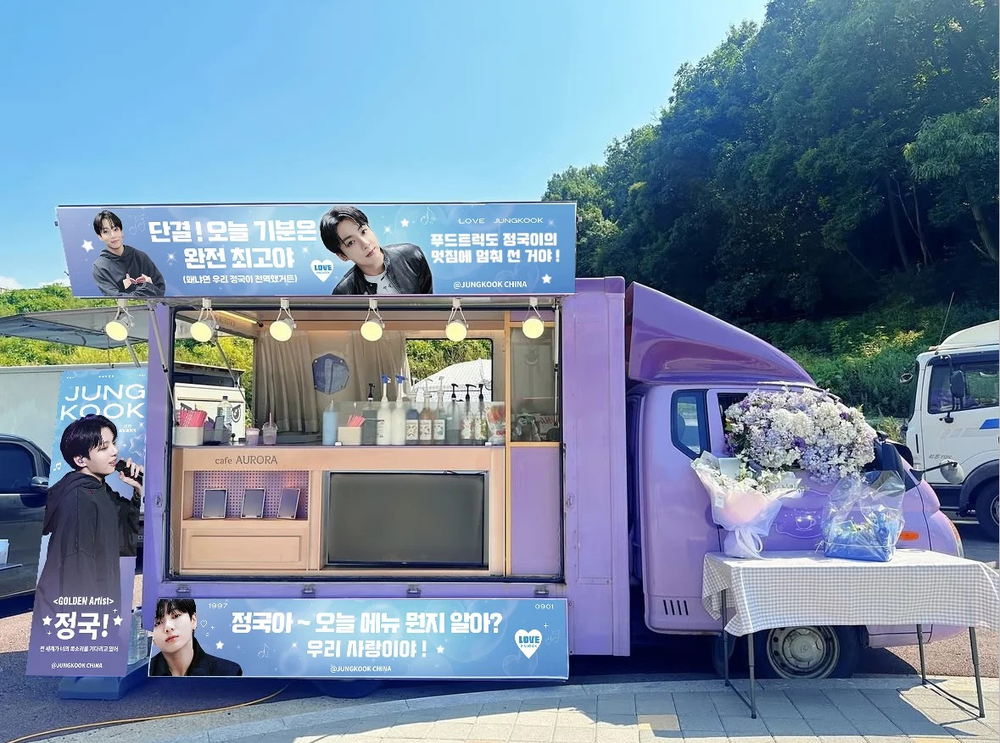 단결! 오늘 기분은
완전 최고야
(왜냐면 우리 정국이 전역했거든)
LOVE
LOVE JUNGKOOK
푸드트럭도 정국이의
멋짐에 멈춰 선 거야!
@JUNGKOOK CHINA
JUNG
KOOK
<GOLDEN Artist>
정국!
전 세계가 너의 목소리를 기다리고 있어
@JUNGKOOK CHINA
cafe AURORA
1997
정국아~ 오늘 메뉴 뭔지 알아?
우리 사랑이야!
@JUNGKOOK CHINA
0901
LOVE